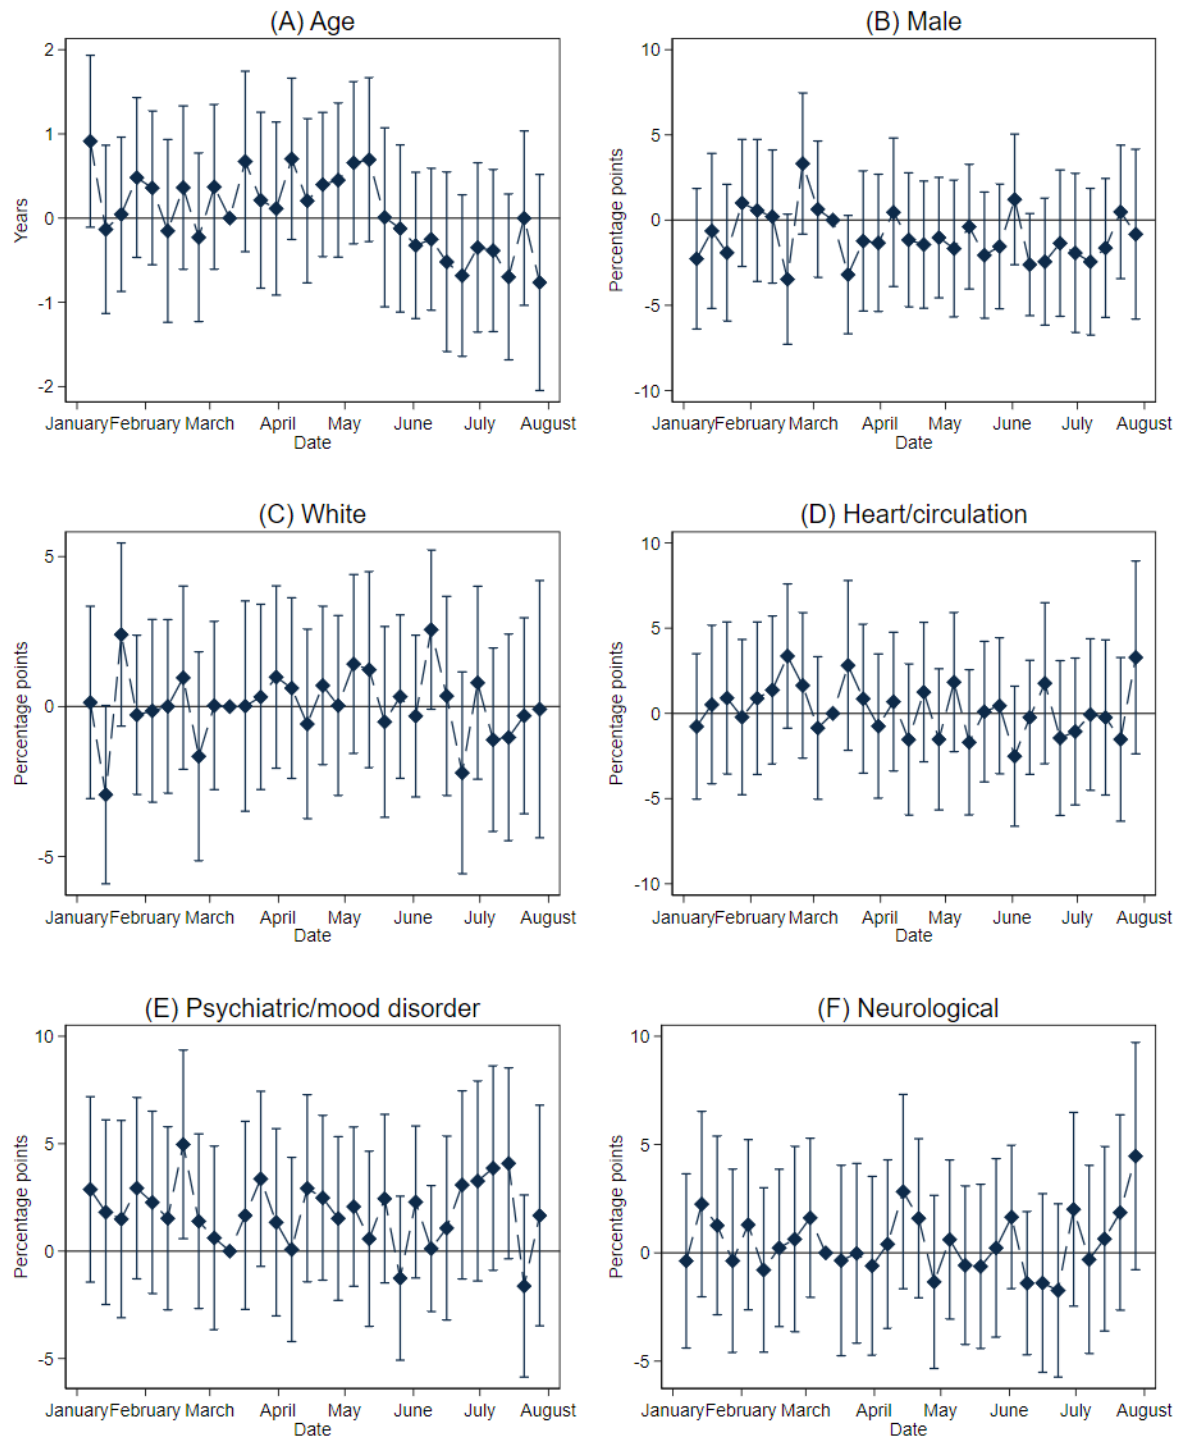 (A) Age
2
1
0
-1
-2
Years
January February March April May June July August
Date
(B) Male
10
5
0
-5
-10
Percentage points
January February March April May June July August
Date
(C) White
5
0
-5
Percentage points
January February March April May June July August
Date
(D) Heart/circulation
10
5
0
-5
-10
Percentage points
January February March April May June July August
Date
(E) Psychiatric/mood disorder
10
5
0
-5
Percentage points
January February March April May June July August
Date
(F) Neurological
10
5
0
-5
Percentage points
January February March April May June July August
Date